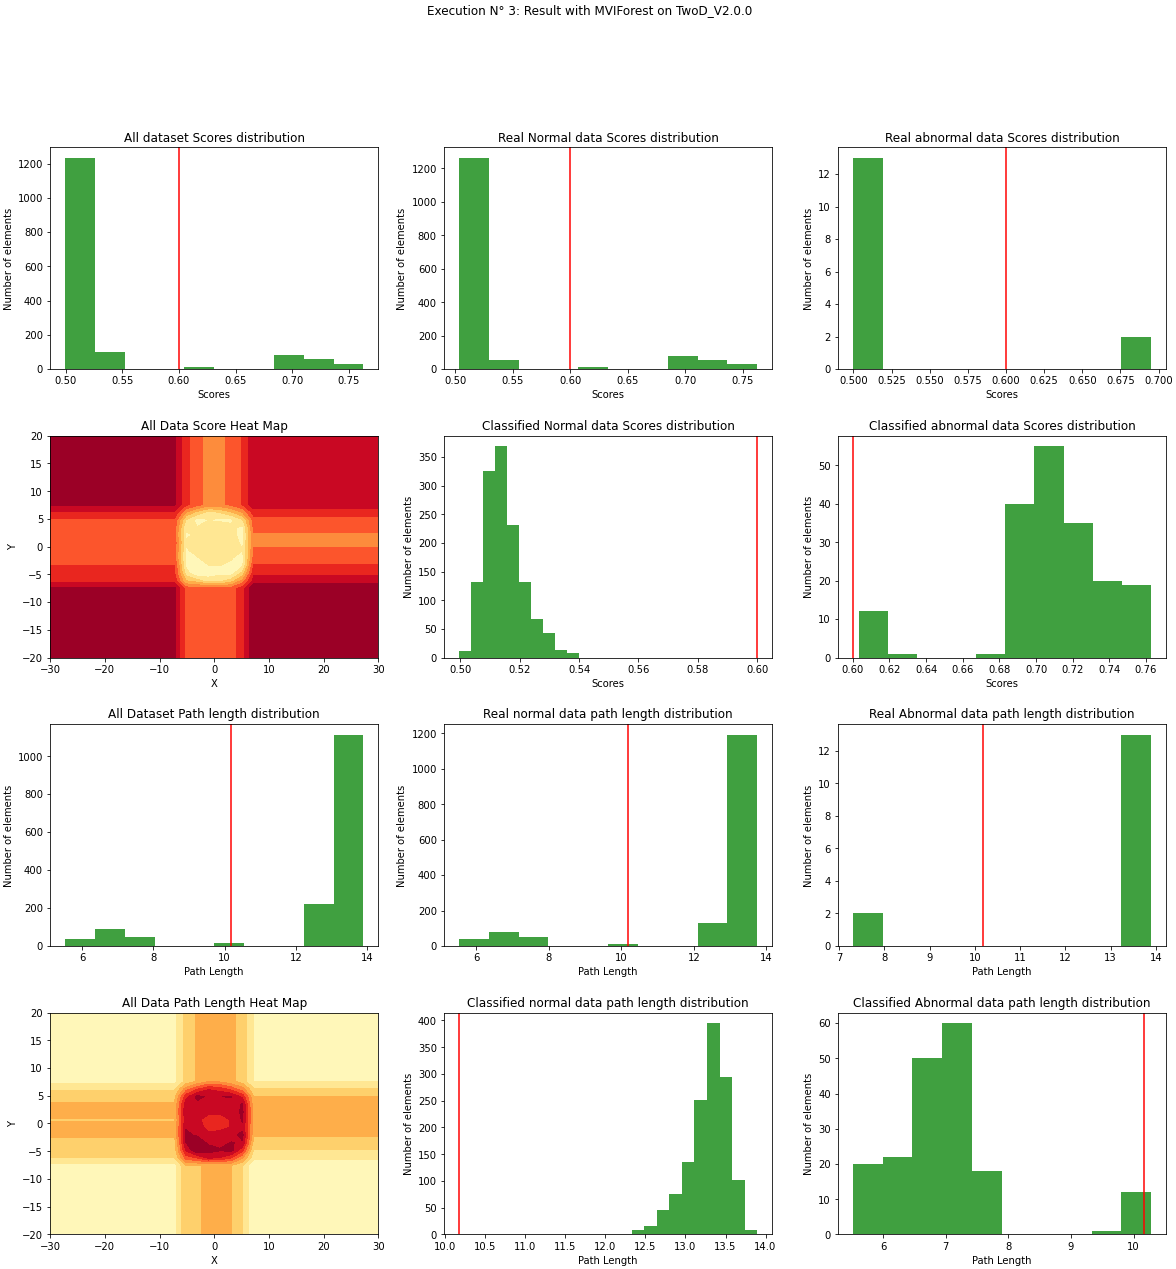 Execution N° 3: Result with MVIForest on TwoD_V2.0.0
All dataset Scores distribution
Number of elements
0 200 400 600 800 1000 1200
0.50 0.55 0.60 0.65 0.70 0.75
Scores
Real Normal data Scores distribution
Number of elements
0 200 400 600 800 1000 1200
0.50 0.55 0.60 0.65 0.70 0.75
Scores
Real abnormal data Scores distribution
Number of elements
0 2 4 6 8 10 12
0.500 0.525 0.550 0.575 0.600 0.625 0.650 0.675 0.700
Scores
All Data Score Heat Map
Y
20 15 10 5 0 −5 −10 −15 −20
−30 −20 −10 0 10 20 30
X
Classified Normal data Scores distribution
Number of elements
0 50 100 150 200 250 300 350
0.50 0.52 0.54 0.56 0.58 0.60
Scores
Classified abnormal data Scores distribution
Number of elements
0 10 20 30 40 50
0.60 0.62 0.64 0.66 0.68 0.70 0.72 0.74 0.76
Scores
All Dataset Path length distribution
Number of elements
0 200 400 600 800 1000
6 8 10 12 14
Path Length
Real normal data path length distribution
Number of elements
0 200 400 600 800 1000 1200
6 8 10 12 14
Path Length
Real Abnormal data path length distribution
Number of elements
0 2 4 6 8 10 12
7 8 9 10 11 12 13 14
Path Length
All Data Path Length Heat Map
Y
20 15 10 5 0 −5 −10 −15 −20
−30 −20 −10 0 10 20 30
X
Classified normal data path length distribution
Number of elements
0 50 100 150 200 250 300 350 400
10.0 10.5 11.0 11.5 12.0 12.5 13.0 13.5 14.0
Path Length
Classified Abnormal data path length distribution
Number of elements
0 10 20 30 40 50 60
6 7 8 9 10
Path Length